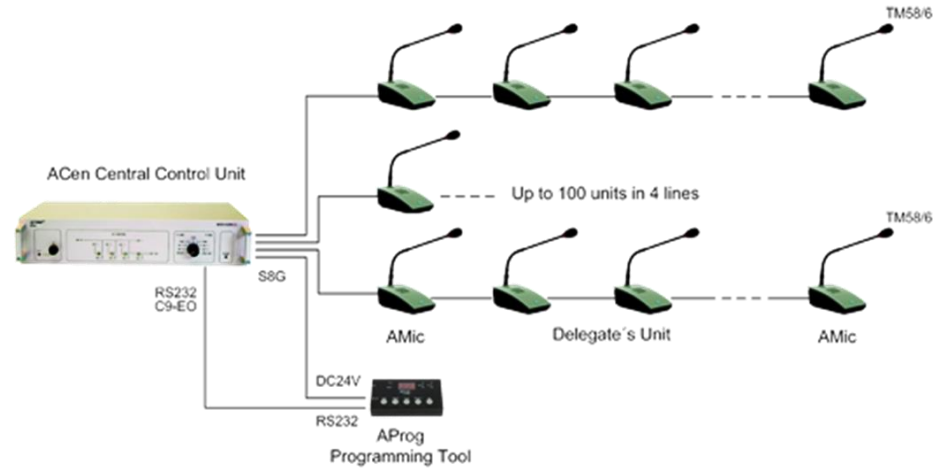 TM58/6
ACen Central Control Unit
Up to 100 units in 4 lines
TM58/6
S8G
RS232
C9-EO
AMic
Delegate´s Unit
AMic
DC24V
RS232
AProg
Programming Tool